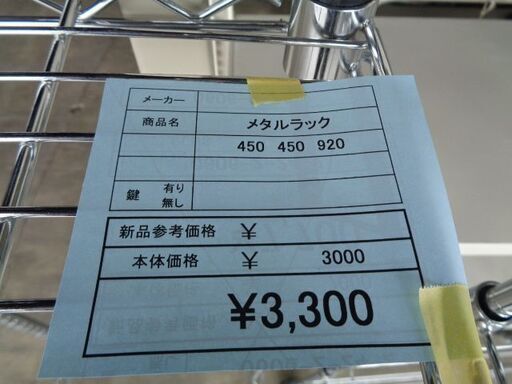 メーカー
商品名 メタルラック
450 450 920
鍵 有り 無し
新品参考価格 ¥
本体価格 ¥ 3000
¥3,300